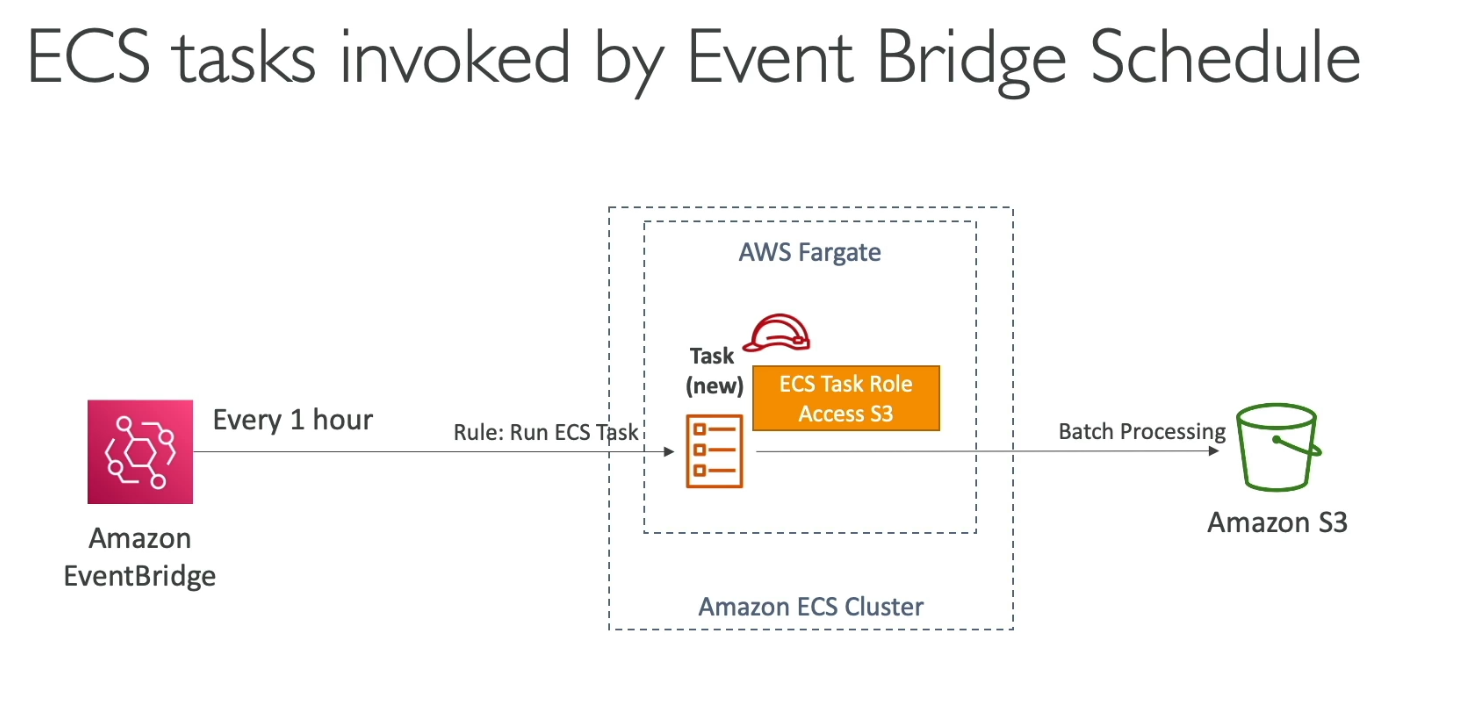 ECS tasks invoked by Event Bridge Schedule
AWS Fargate
Task
(new)
ECS Task Role
Access S3
Every 1 hour
Rule: Run ECS Task
Batch Processing
Amazon
EventBridge
Amazon S3
Amazon ECS Cluster